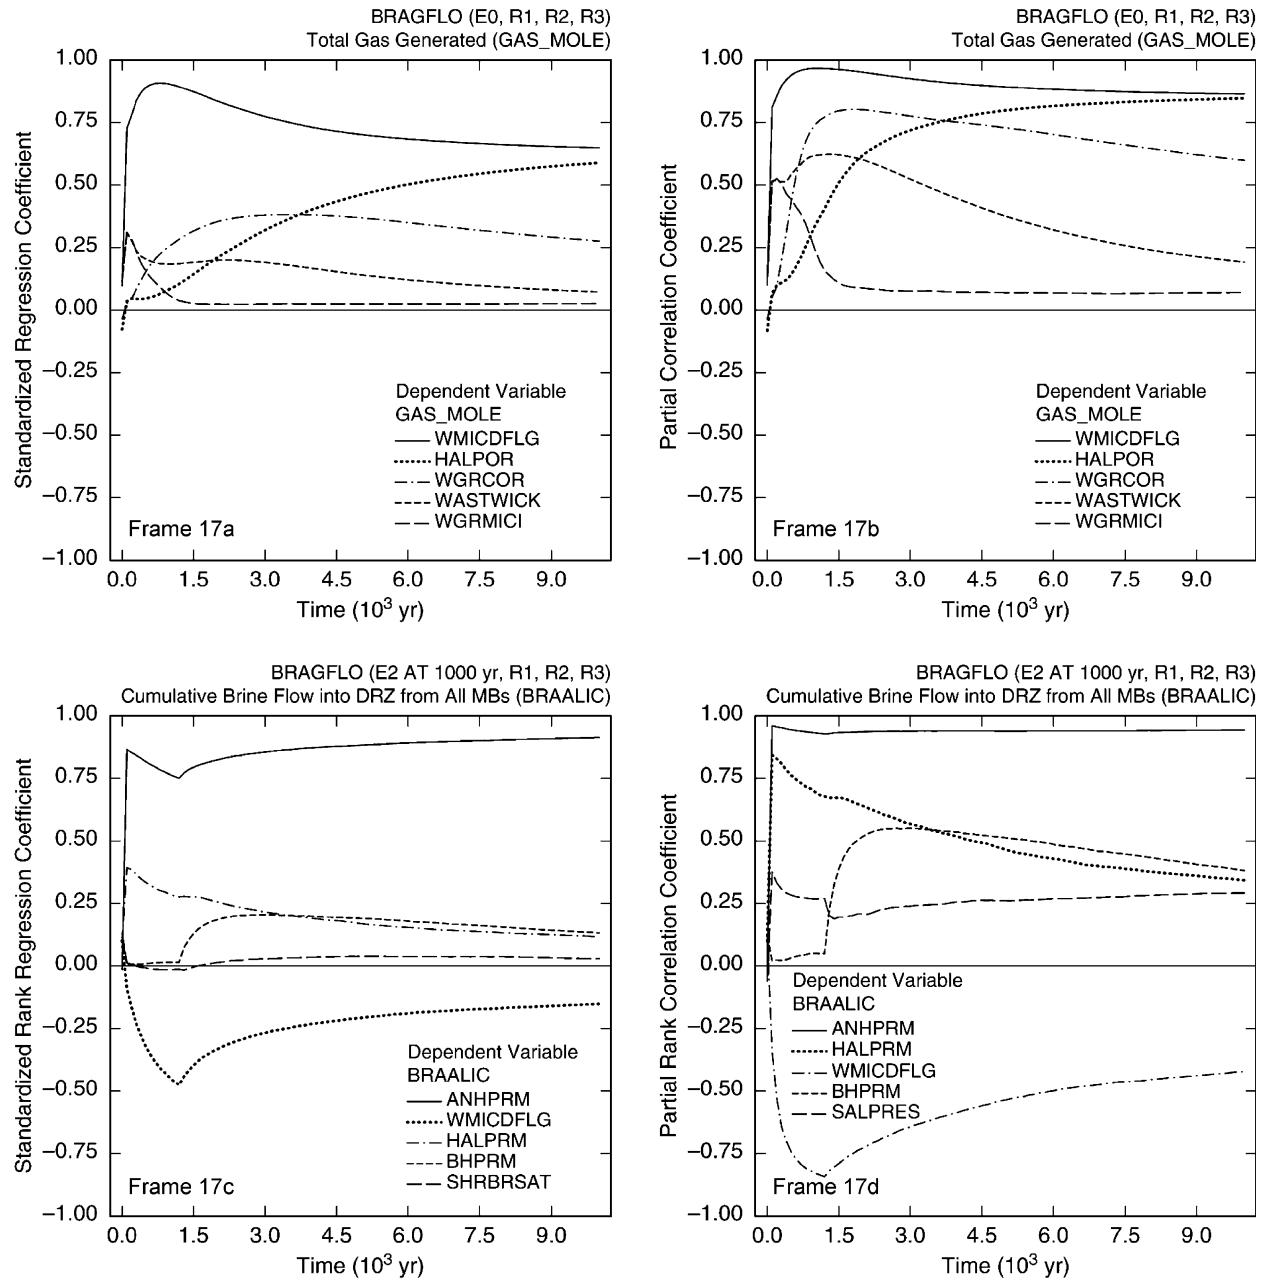 BRAGFLO (E0, R1, R2, R3)
Total Gas Generated (GAS_MOLE)
1.00
0.75
0.50
0.25
0.00
−0.25
−0.50
−0.75
−1.00
Standardized Regression Coefficient
Dependent Variable
GAS_MOLE
WMICDFLG
HALPOR
WGRCOR
WASTWICK
WGRMICI
Frame 17a
0.0 1.5 3.0 4.5 6.0 7.5 9.0
Time (10³ yr)
BRAGFLO (E0, R1, R2, R3)
Total Gas Generated (GAS_MOLE)
1.00
0.75
0.50
0.25
0.00
−0.25
−0.50
−0.75
−1.00
Partial Correlation Coefficient
Dependent Variable
GAS_MOLE
WMICDFLG
HALPOR
WGRCOR
WASTWICK
WGRMICI
Frame 17b
0.0 1.5 3.0 4.5 6.0 7.5 9.0
Time (10³ yr)
BRAGFLO (E2 AT 1000 yr, R1, R2, R3)
Cumulative Brine Flow into DRZ from All MBs (BRAALIC)
1.00
0.75
0.50
0.25
0.00
−0.25
−0.50
−0.75
−1.00
Standardized Rank Regression Coefficient
Dependent Variable
BRAALIC
ANHPRM
WMICDFLG
HALPRM
BHPRM
SHRBRSAT
Frame 17c
0.0 1.5 3.0 4.5 6.0 7.5 9.0
Time (10³ yr)
BRAGFLO (E2 AT 1000 yr, R1, R2, R3)
Cumulative Brine Flow into DRZ from All MBs (BRAALIC)
1.00
0.75
0.50
0.25
0.00
−0.25
−0.50
−0.75
−1.00
Partial Rank Correlation Coefficient
Dependent Variable
BRAALIC
ANHPRM
HALPRM
WMICDFLG
BHPRM
SALPRES
Frame 17d
0.0 1.5 3.0 4.5 6.0 7.5 9.0
Time (10³ yr)